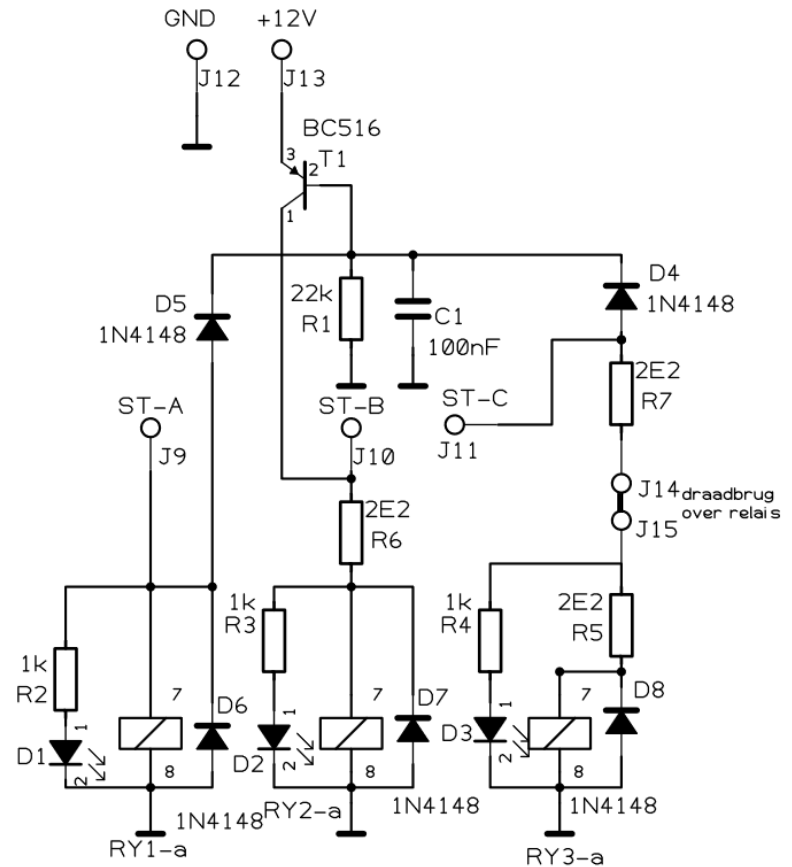 GND +12V
J12 J13
BC516
3 T1
2
1
D5 D4
22k 1N4148
1N4148 R1 C1
100nF
2E2
ST-A ST-B ST-C R7
J9 J10 J11
J14 draadbrug
J15 over relais
2E2
R6
1k 1k 2E2
R3 R4 R5
1k
R2 7 7 7
D6 D7 D8
1 1 1
D1 D2 D3
2 2 2
8 8 8
RY2-a
1N4148 1N4148 1N4148
RY1-a RY3-a